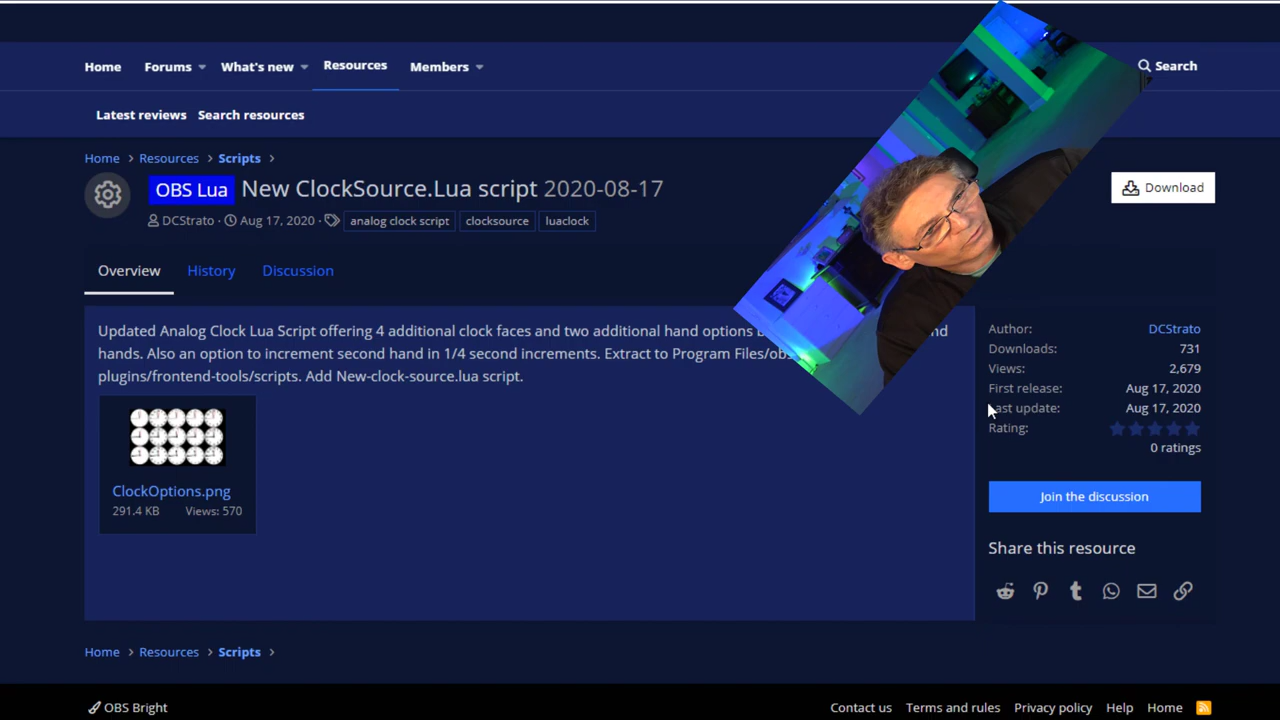 Home Forums What's new Resources Members Search
Latest reviews Search resources
Home Resources Scripts
OBS Lua New ClockSource.Lua script 2020-08-17
Download
DCStrato · Aug 17, 2020 · analog clock script clocksource luaclock
Overview History Discussion
Updated Analog Clock Lua Script offering 4 additional clock faces and two additional hand options
hands. Also an option to increment second hand in 1/4 second increments. Extract to Program
plugins/frontend-tools/scripts. Add New-clock-source.lua script.
ClockOptions.png
291.4 KB Views: 570
Author: DCStrato
Downloads: 731
Views: 2,679
First release: Aug 17, 2020
Last update: Aug 17, 2020
Rating:
0 ratings
Join the discussion
Share this resource
Home Resources Scripts
OBS Bright Contact us Terms and rules Privacy policy Help Home